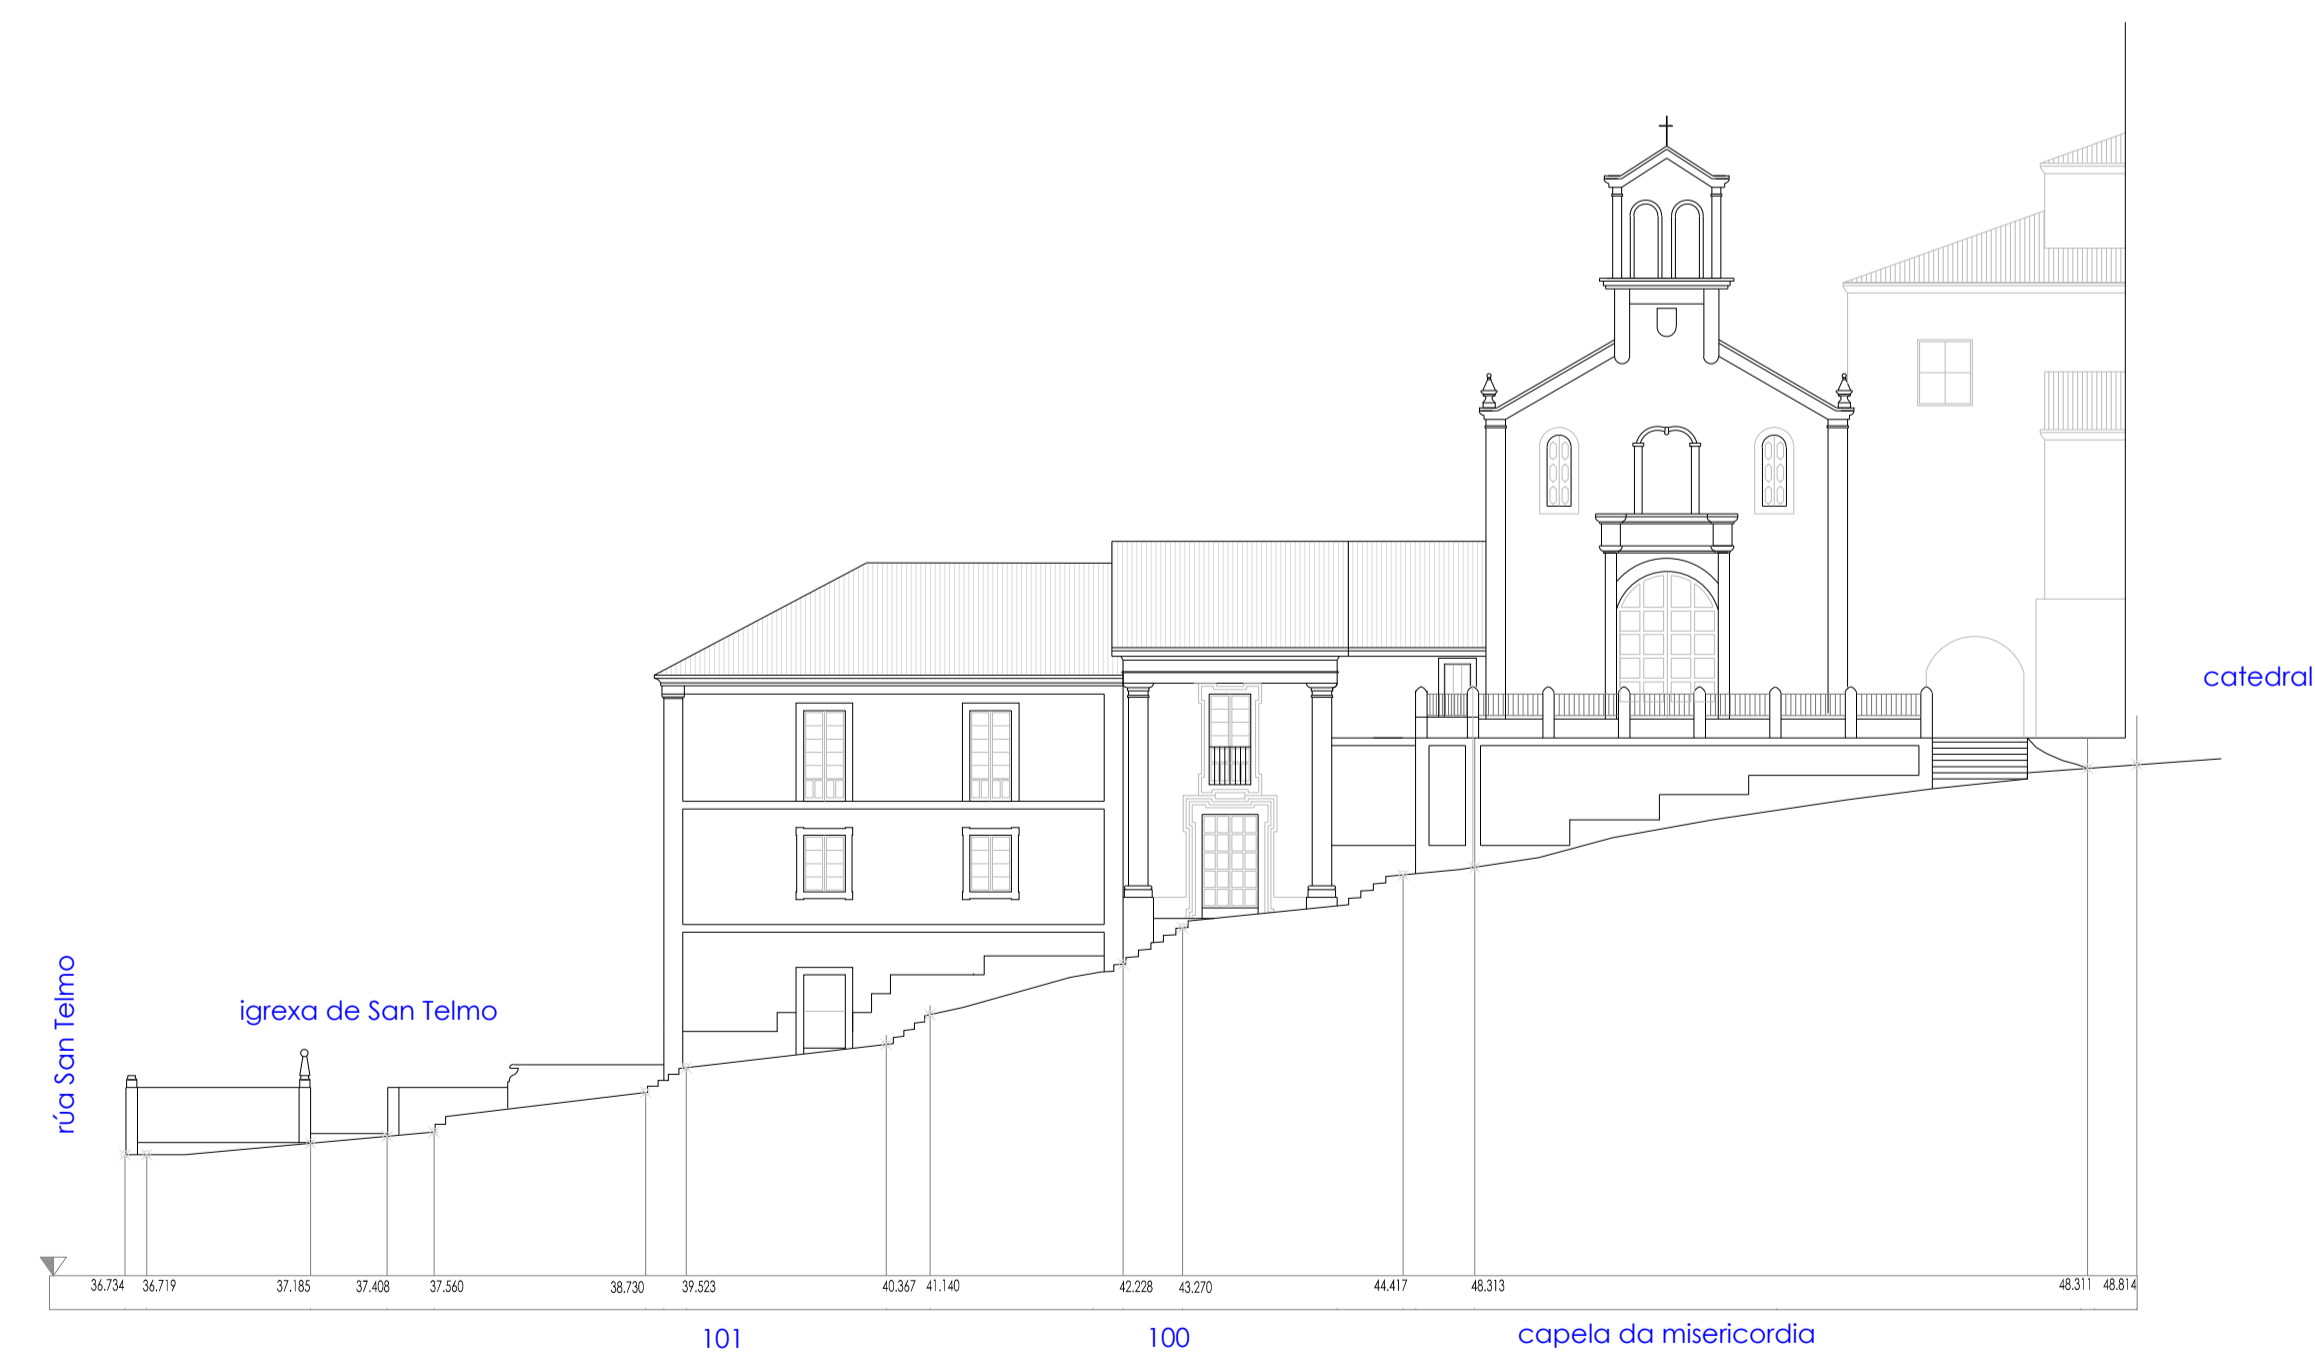 catedral
igrexa de San Telmo
rúa San Telmo
36.734 36.719 37.185 37.408 37.560 38.730 39.523 40.367 41.140 42.228 43.270 44.417 48.313 48.311 48.814
101 100 capela da misericordia